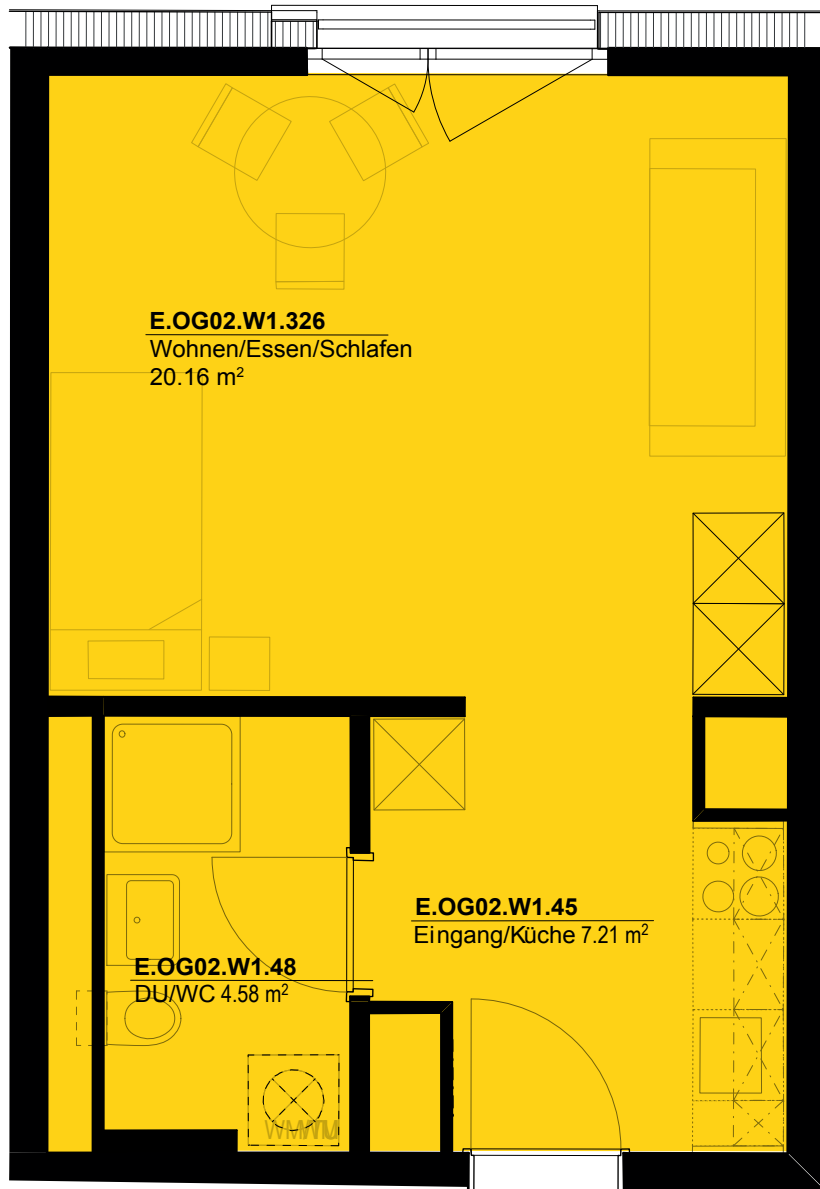 E.OG02.W1.326
Wohnen/Essen/Schlafen
20.16 m²
E.OG02.W1.45
Eingang/Küche 7.21 m²
E.OG02.W1.48
DU/WC 4.58 m²